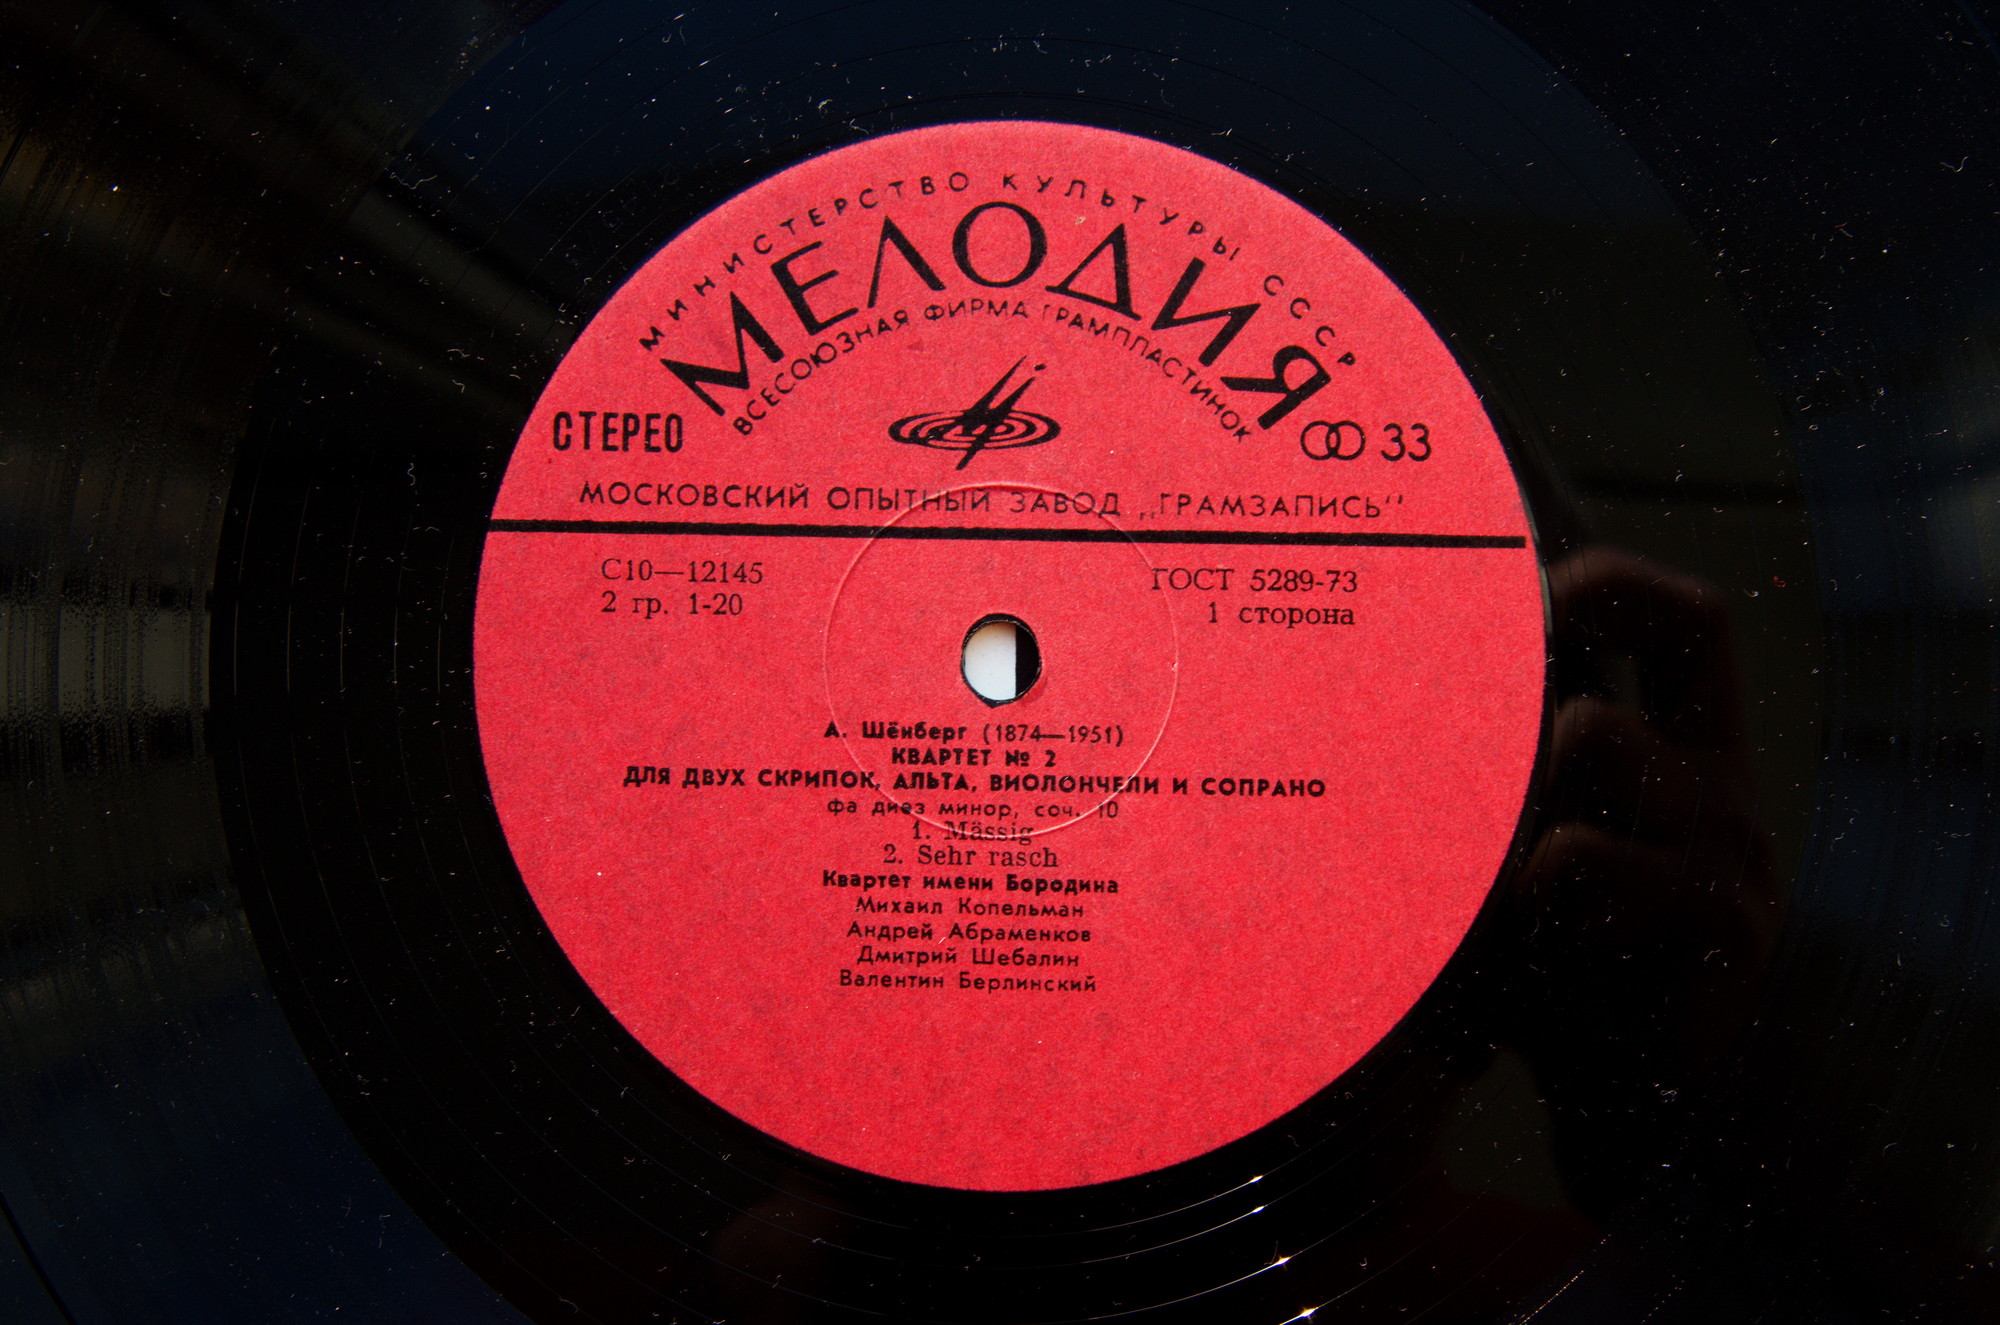 МИНИСТЕРСТВО КУЛЬТУРЫ СССР
МЕЛОДИЯ
ВСЕСОЮЗНАЯ ФИРМА ГРАМПЛАСТИНОК
СТЕРЕО
33
МОСКОВСКИЙ ОПЫТНЫЙ ЗАВОД „ГРАМЗАПИСЬ"
С10—12145
ГОСТ 5289-73
2 гр. 1-20
1 сторона
А. Шёнберг (1874—1951)
КВАРТЕТ № 2
ДЛЯ ДВУХ СКРИПОК, АЛЬТА, ВИОЛОНЧЕЛИ И СОПРАНО
фа диез минор, соч. 10
1. Mässig
2. Sehr rasch
Квартет имени Бородина
Михаил Копельман
Андрей Абраменков
Дмитрий Шебалин
Валентин Берлинский